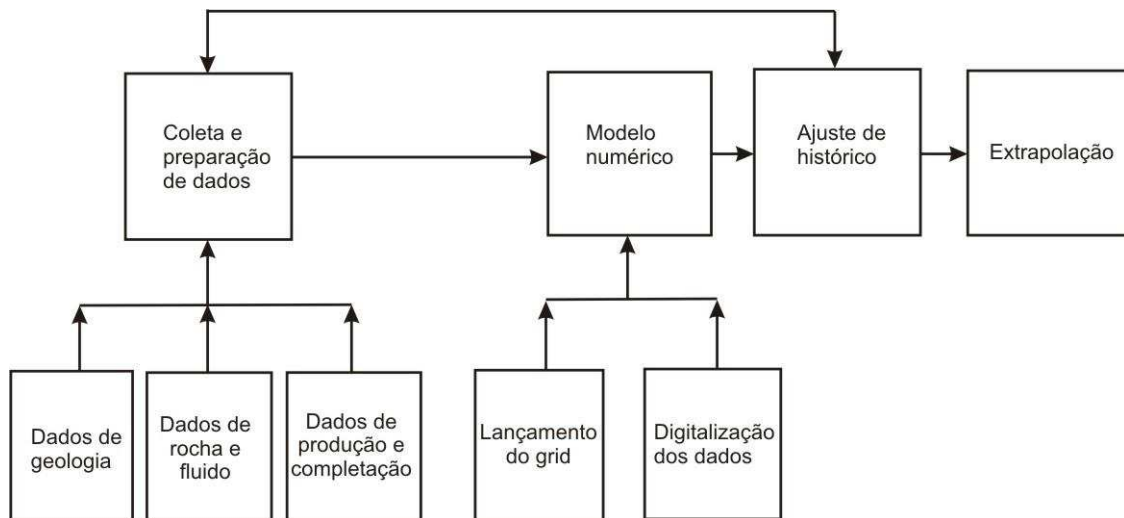 Coleta e
preparação
de dados
Modelo
numérico
Ajuste de
histórico
Extrapolação
Dados de
geologia
Dados de
rocha e
fluido
Dados de
produção e
completação
Lançamento
do grid
Digitalização
dos dados